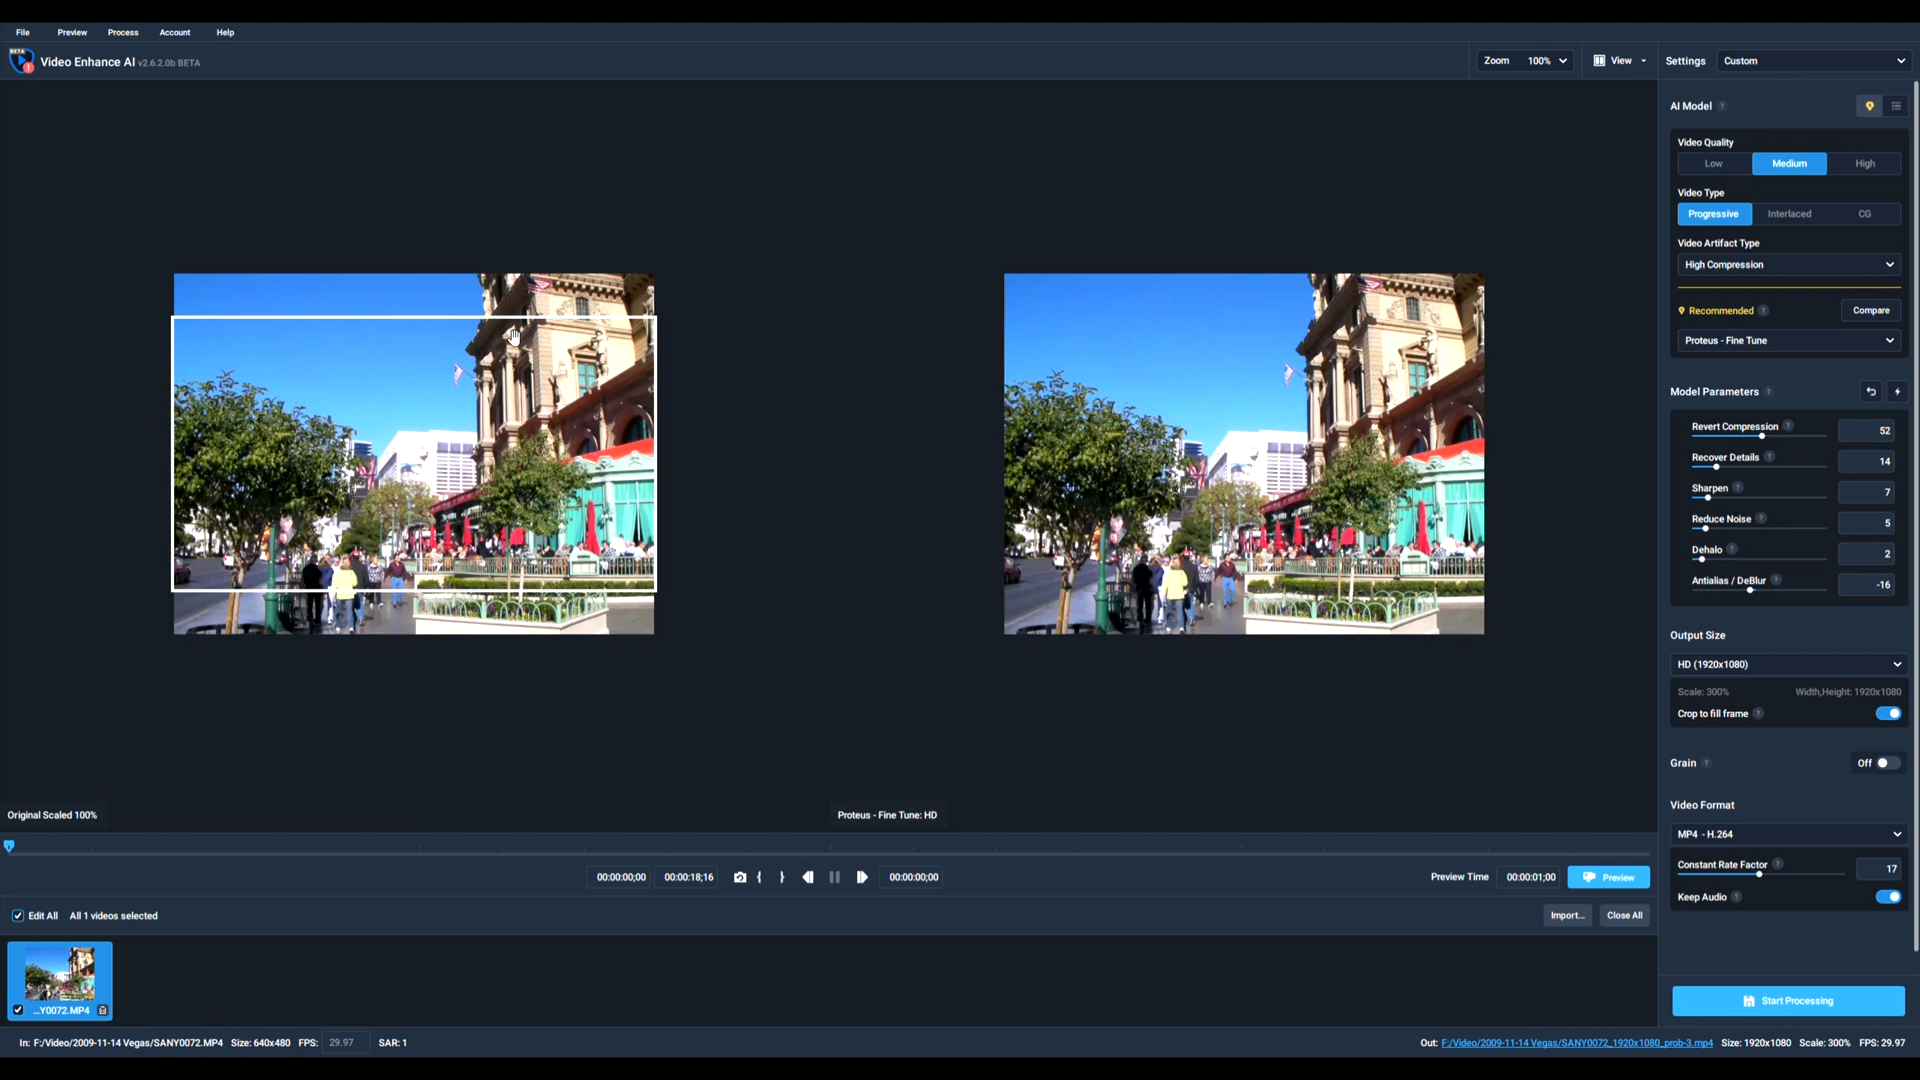 File Preview Process Account Help
BETA
Video Enhance AI v2.6.2.0b BETA
Zoom 100% View Settings Custom
AI Model ?
Video Quality
Low Medium High
Video Type
Progressive Interlaced CG
Video Artifact Type
High Compression
Recommended ? Compare
Proteus - Fine Tune
Model Parameters ?
Revert Compression ? 52
Recover Details ? 14
Sharpen ? 7
Reduce Noise ? 5
Dehalo ? 2
Antialias / DeBlur ? -16
Output Size
HD (1920x1080)
Scale: 300% Width,Height: 1920x1080
Crop to fill frame ?
Grain ? Off
Video Format
MP4 - H.264
Constant Rate Factor ? 17
Keep Audio ?
Start Processing
Original Scaled 100% Proteus - Fine Tune: HD
00:00:00;00 00:00:18;16 { } 00:00:00;00 Preview Time 00:00:01;00 Preview
Edit All All 1 videos selected Import... Close All
...Y0072.MP4
In: F:/Video/2009-11-14 Vegas/SANY0072.MP4 Size: 640x480 FPS: 29.97 SAR: 1 Out: F:/Video/2009-11-14 Vegas/SANY0072_1920x1080_prob-3.mp4 Size: 1920x1080 Scale: 300% FPS: 29.97